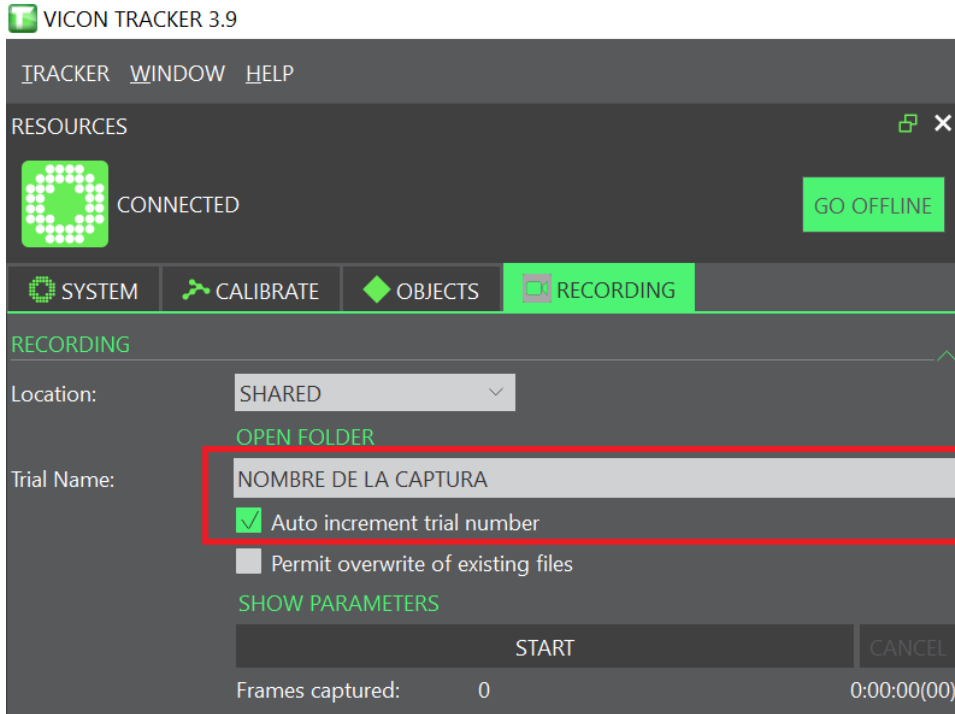 VICON TRACKER 3.9
TRACKER WINDOW HELP
RESOURCES
CONNECTED
GO OFFLINE
SYSTEM CALIBRATE OBJECTS RECORDING
RECORDING
Location: SHARED
OPEN FOLDER
Trial Name: NOMBRE DE LA CAPTURA
Auto increment trial number
Permit overwrite of existing files
SHOW PARAMETERS
START CANCEL
Frames captured: 0 0:00:00(00)